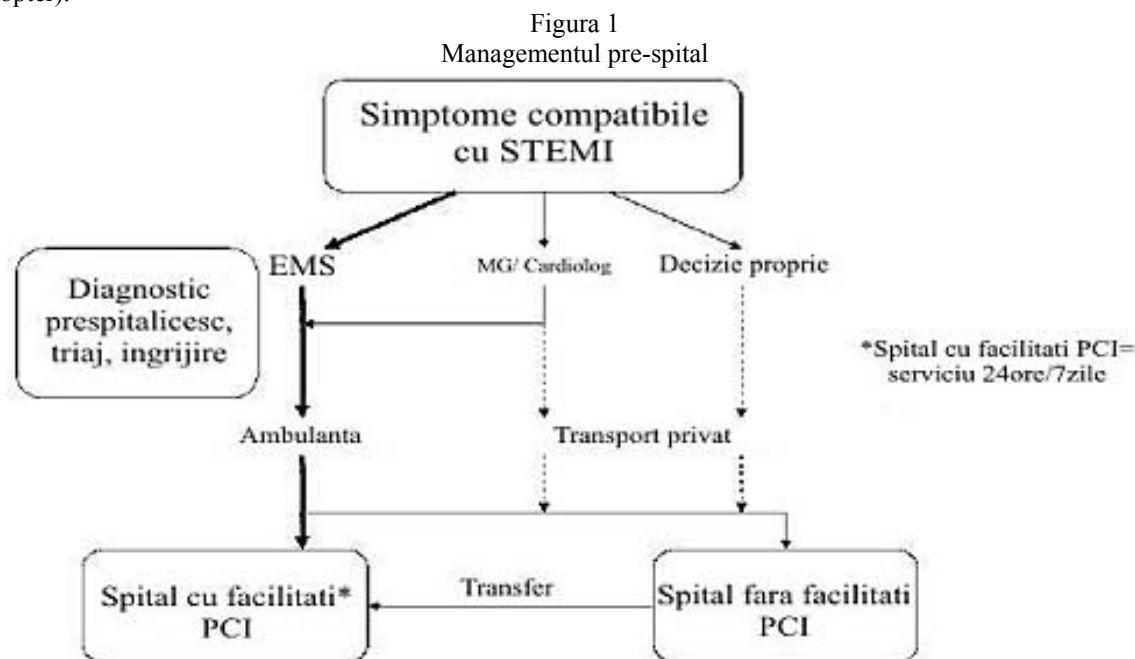 opter).
Figura 1
Managementul pre-spital
Simptome compatibile
cu STEMI
EMS
MG/ Cardiolog
Decizie proprie
Diagnostic
prespitalicesc,
triaj, ingrijire
*Spital cu facilitati PCI=
serviciu 24ore/7zile
Ambulanta
Transport privat
Spital cu facilitati*
PCI
Transfer
Spital fara facilitati
PCI